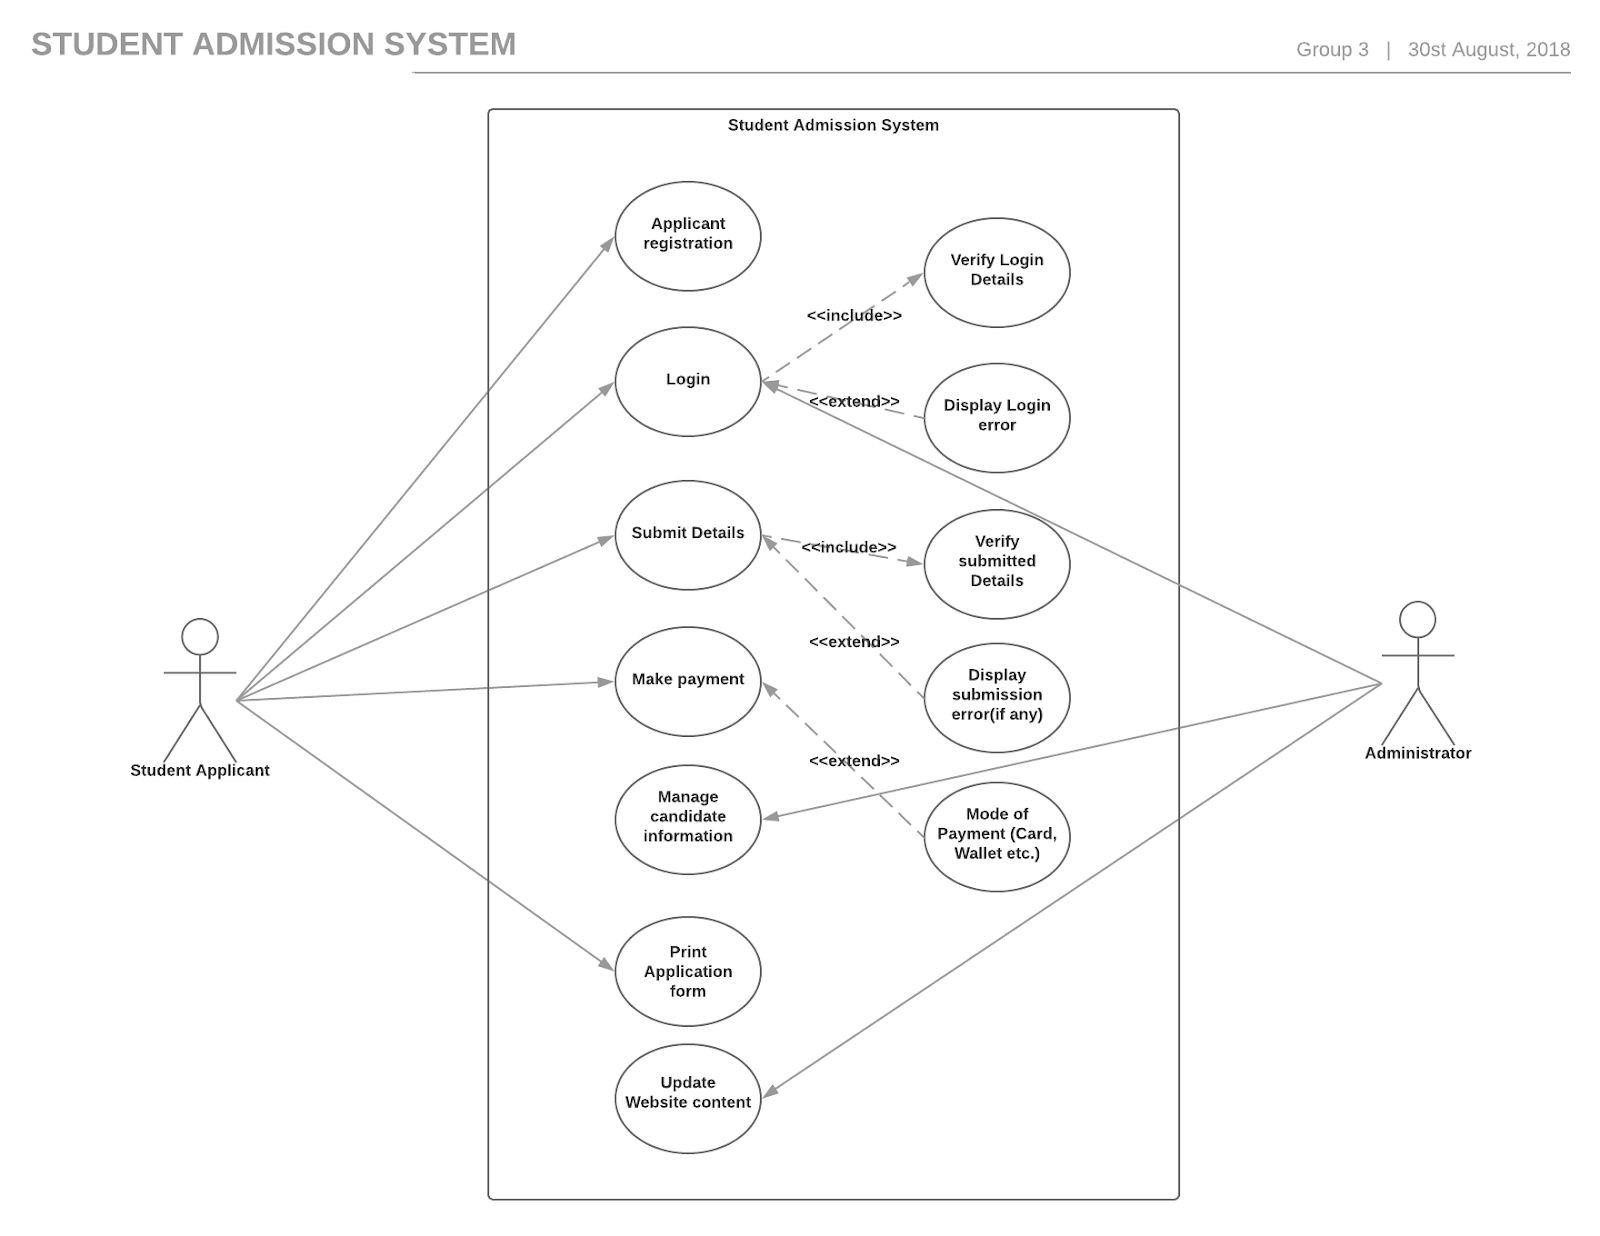 STUDENT ADMISSION SYSTEM
Group 3 | 30st August, 2018
Student Admission System
Applicant
registration
Verify Login
Details
<<include>>
Login
<<extend>>
Display Login
error
Submit Details
<<include>>
Verify
submitted
Details
<<extend>>
Make payment
Display
submission
error(if any)
Student Applicant
Administrator
<<extend>>
Manage
candidate
information
Mode of
Payment (Card,
Wallet etc.)
Print
Application
form
Update
Website content